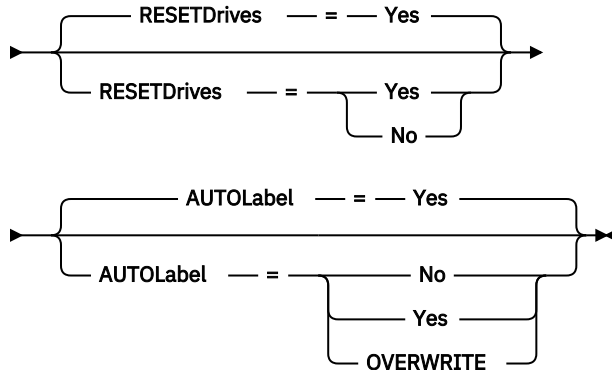 RESETDrives = Yes
RESETDrives = Yes
No
AUTOLabel = Yes
AUTOLabel = No
Yes
OVERWRITE